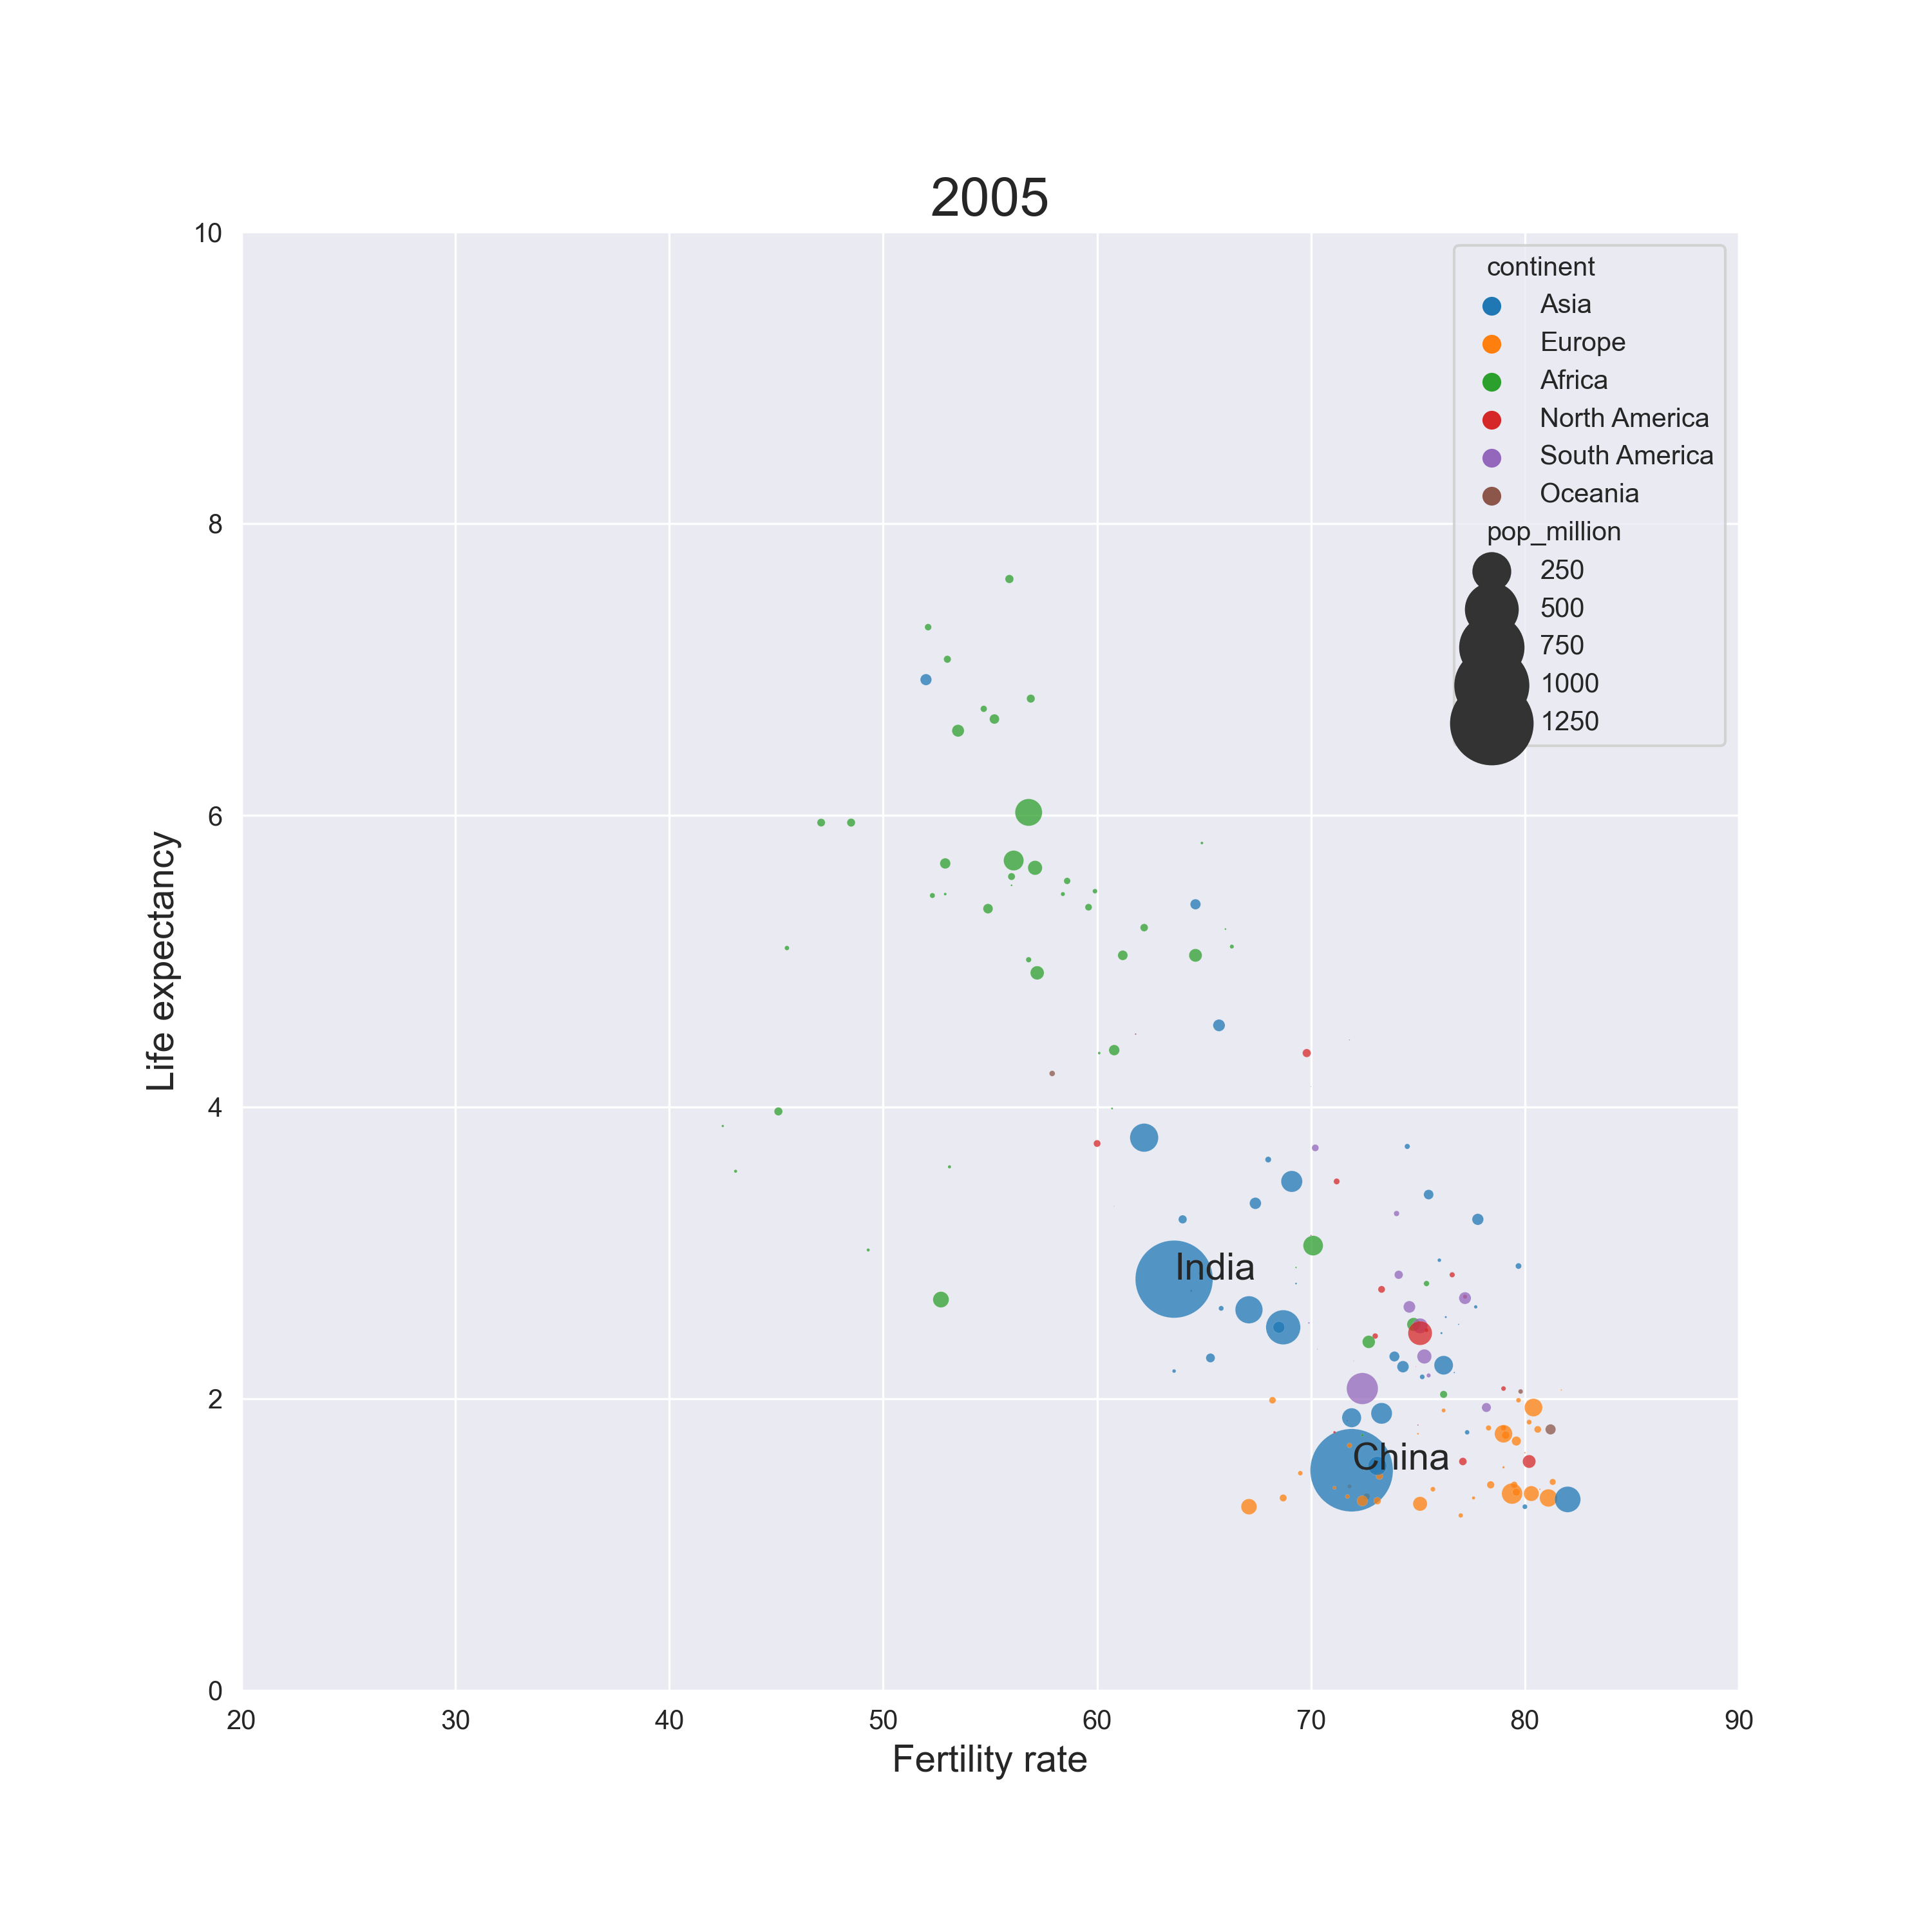 2005
10
8
6
4
2
0
Life expectancy
20 30 40 50 60 70 80 90
Fertility rate
continent
Asia
Europe
Africa
North America
South America
Oceania
pop_million
250
500
750
1000
1250
India
China